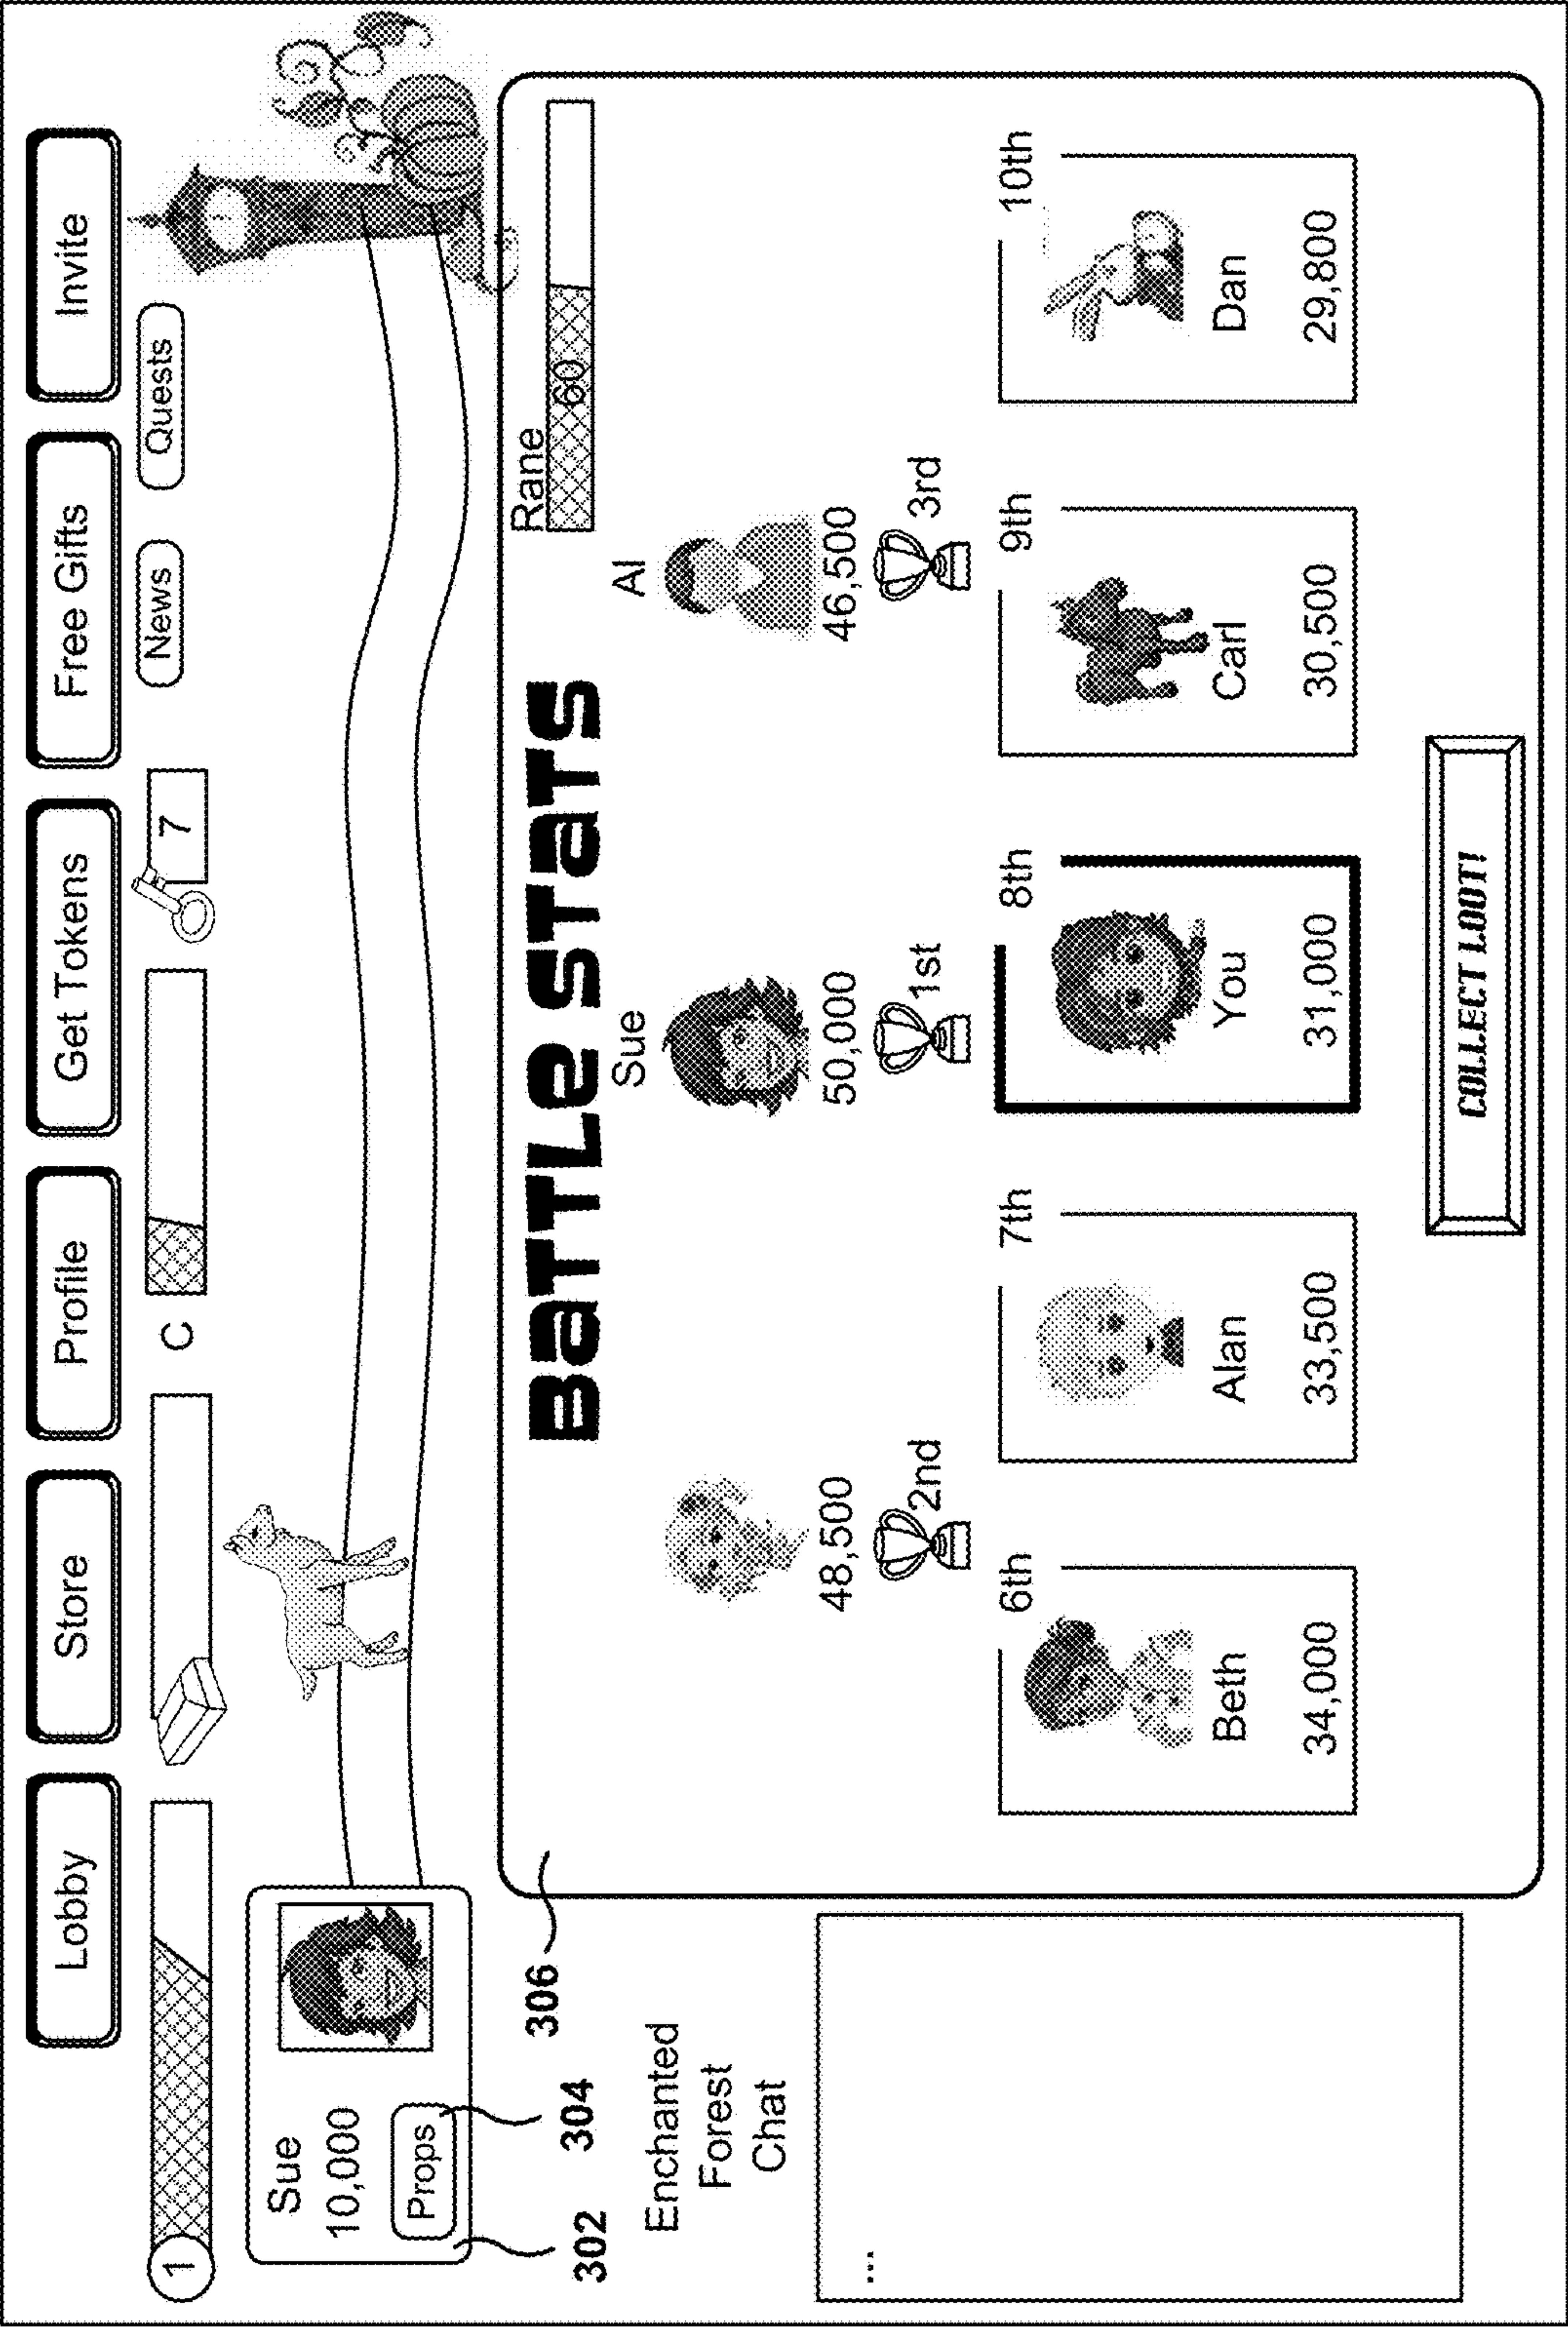 Lobby
Store
Profile
Get Tokens
Free Gifts
Invite
1
C
7
News
Quests
Sue
10,000
Props
302
304
306
Enchanted
Forest
Chat
...
BATTLE STATS
Rane
60
48,500
2nd
Sue
50,000
1st
Al
46,500
3rd
6th
Beth
34,000
7th
Alan
33,500
8th
You
31,000
9th
Carl
30,500
10th
Dan
29,800
COLLECT LOOT!